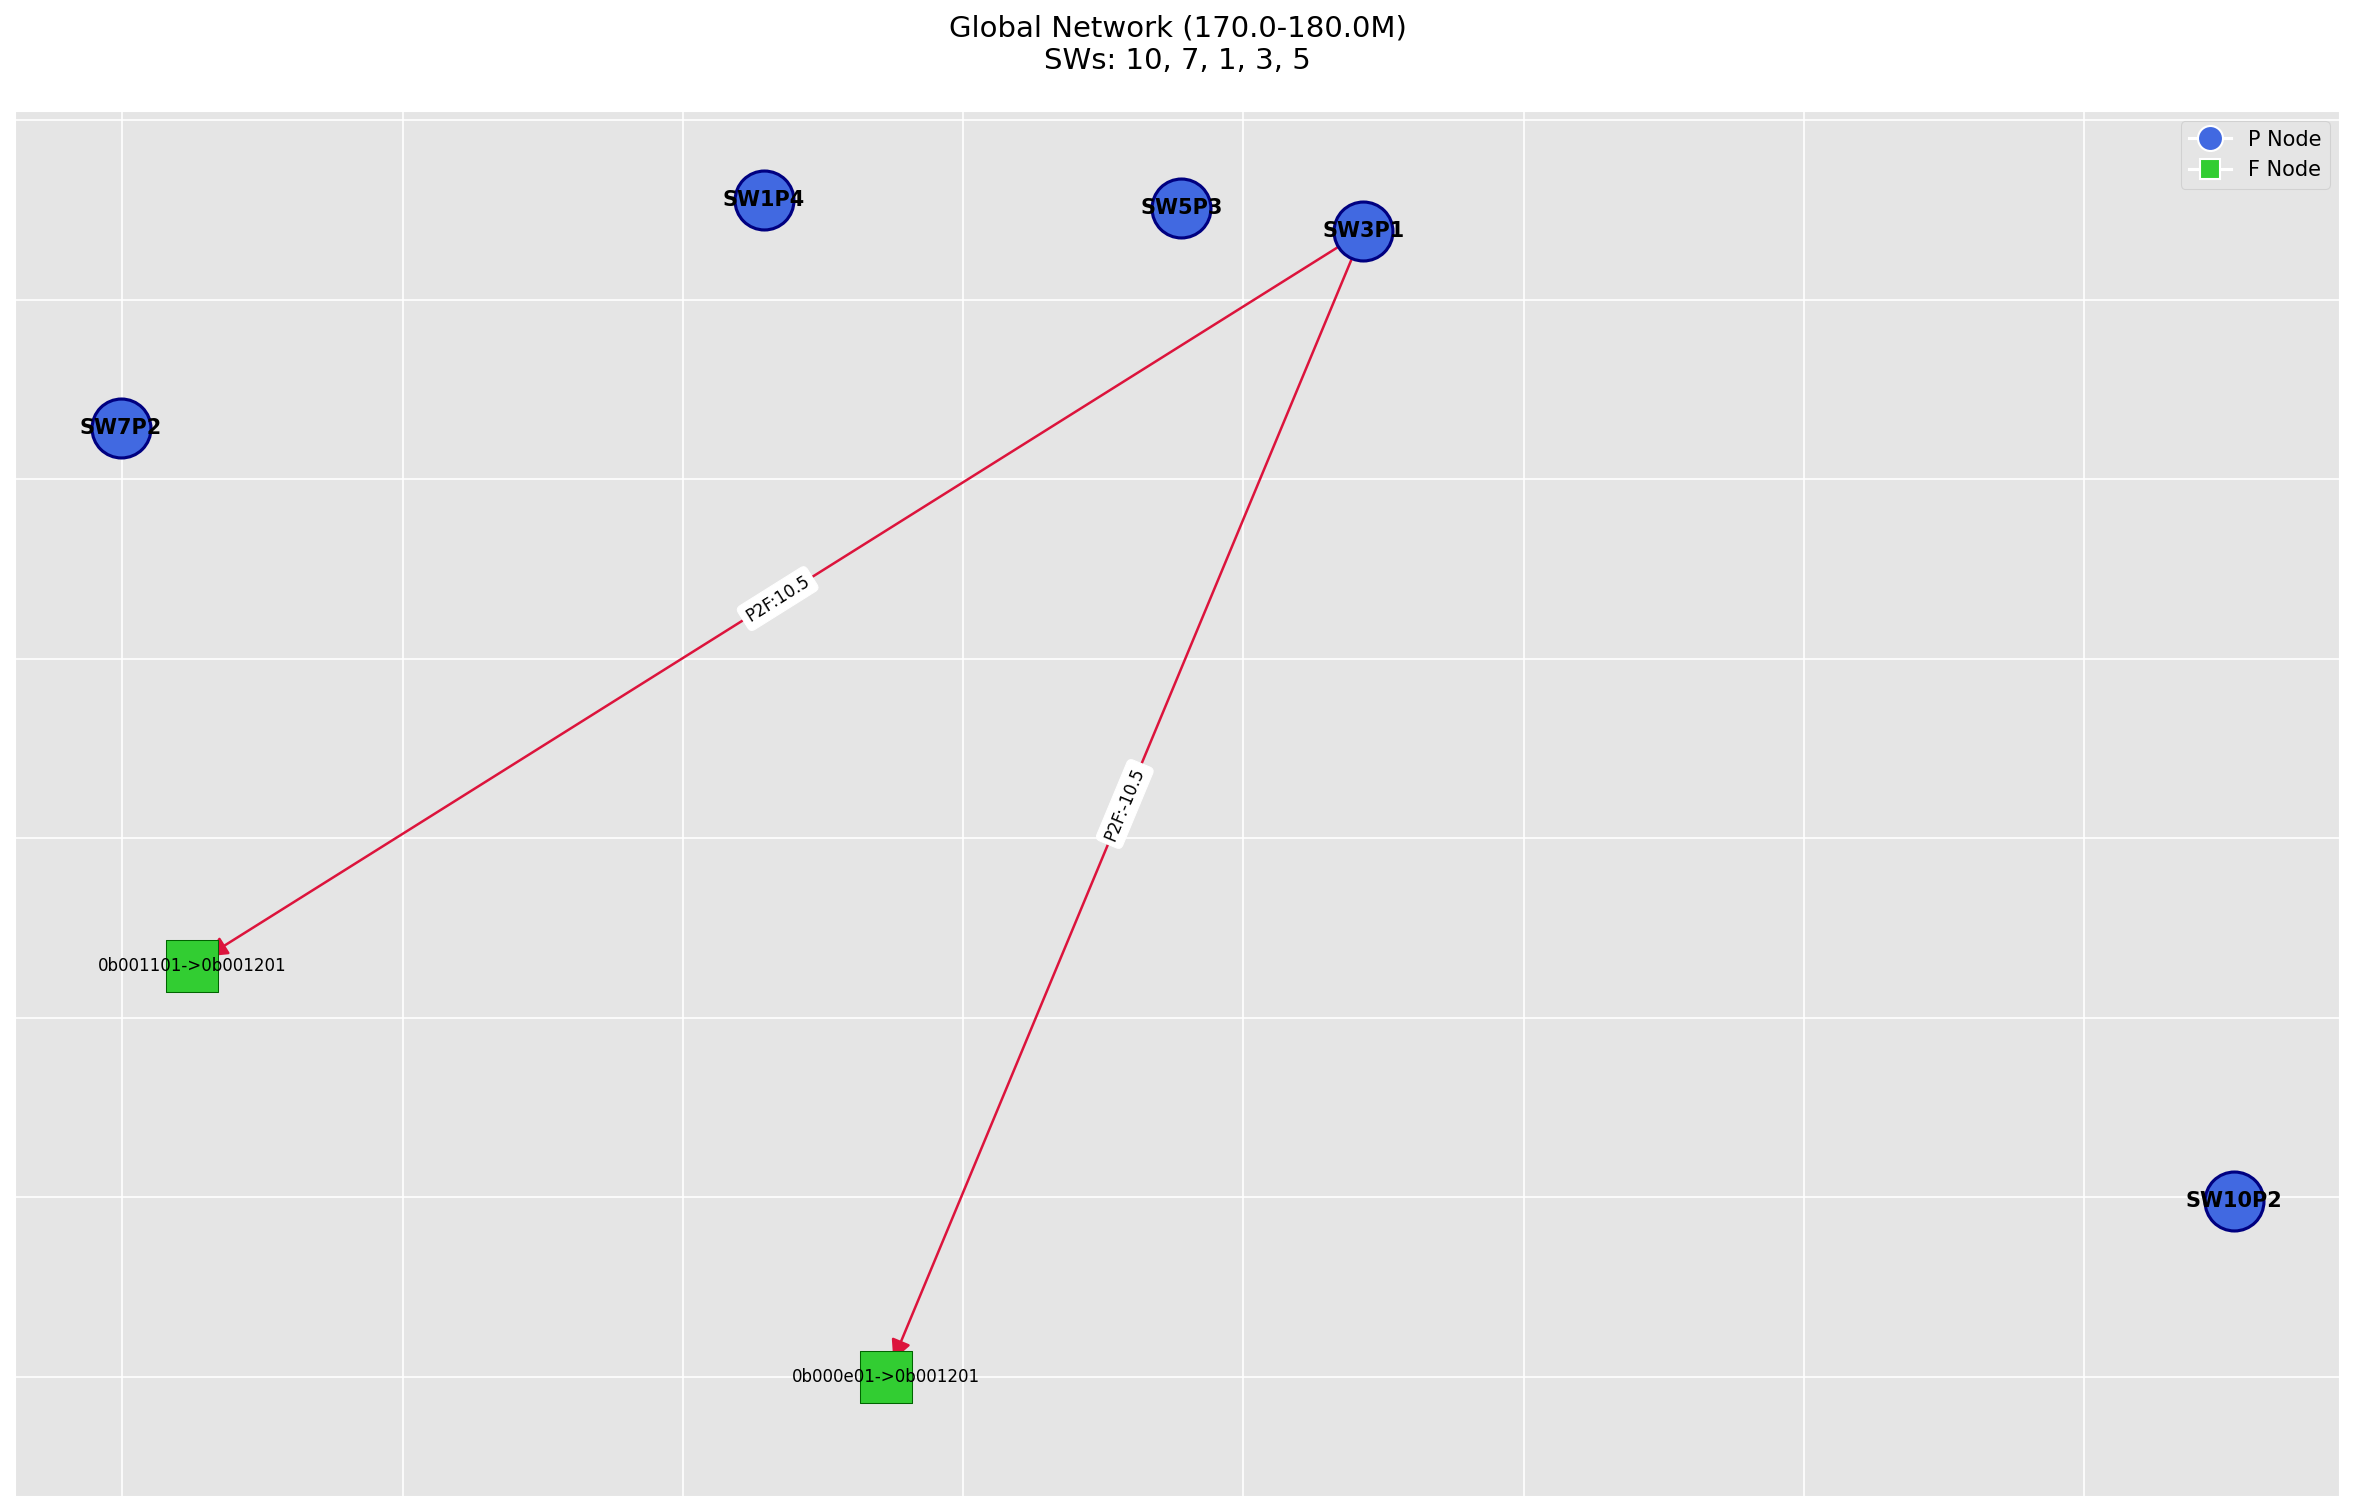 Global Network (170.0-180.0M)
SWs: 10, 7, 1, 3, 5
P Node
F Node
SW1P4
SW5P3
SW3P1
SW7P2
P2F:10.5
P2F:-10.5
0b001101->0b001201
SW10P2
0b000e01->0b001201